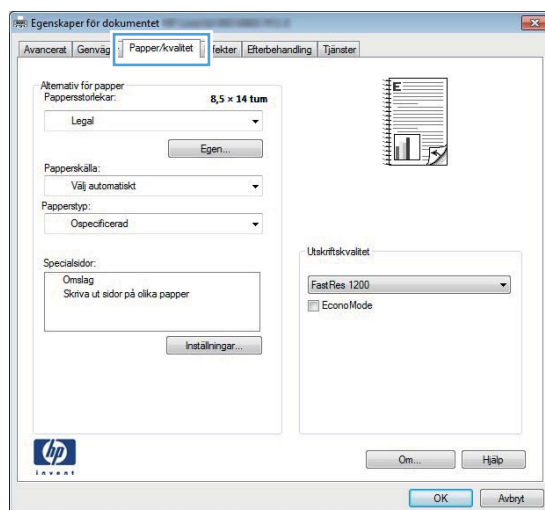 Egenskaper för dokumentet
Avancerat Genväg Papper/kvalitet fekter Efterbehandling Tjänster
Alternativ för papper
Pappersstorlekar: 8,5 × 14 tum
Legal
Egen...
Papperskälla:
Välj automatiskt
Papperstyp:
Ospecificerad
Specialsidor:
Omslag
Skriva ut sidor på olika papper
Inställningar...
E
Utskriftskvalitet
FastRes 1200
EconoMode
hp
invent
Om... Hjälp
OK Avbryt